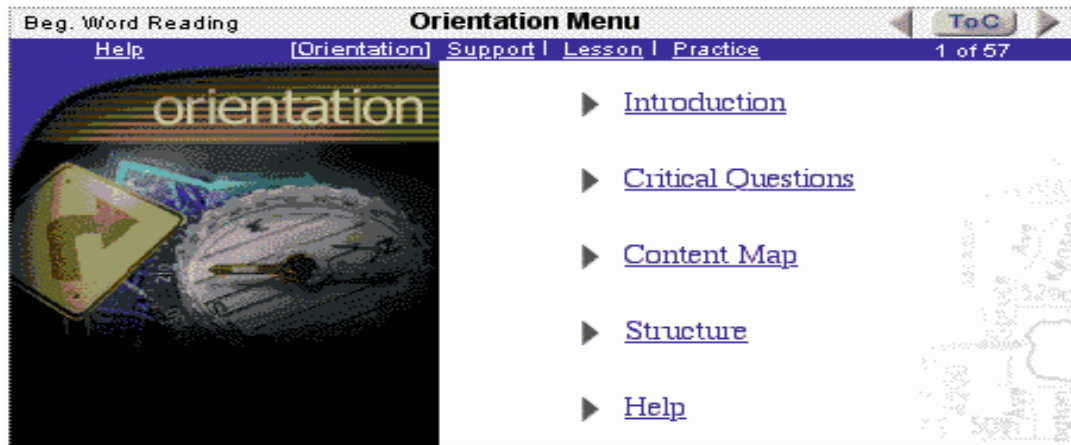 Beg. Word Reading Orientation Menu ToC
Help [Orientation] Support | Lesson | Practice 1 of 57
orientation
Introduction
Critical Questions
Content Map
Structure
Help